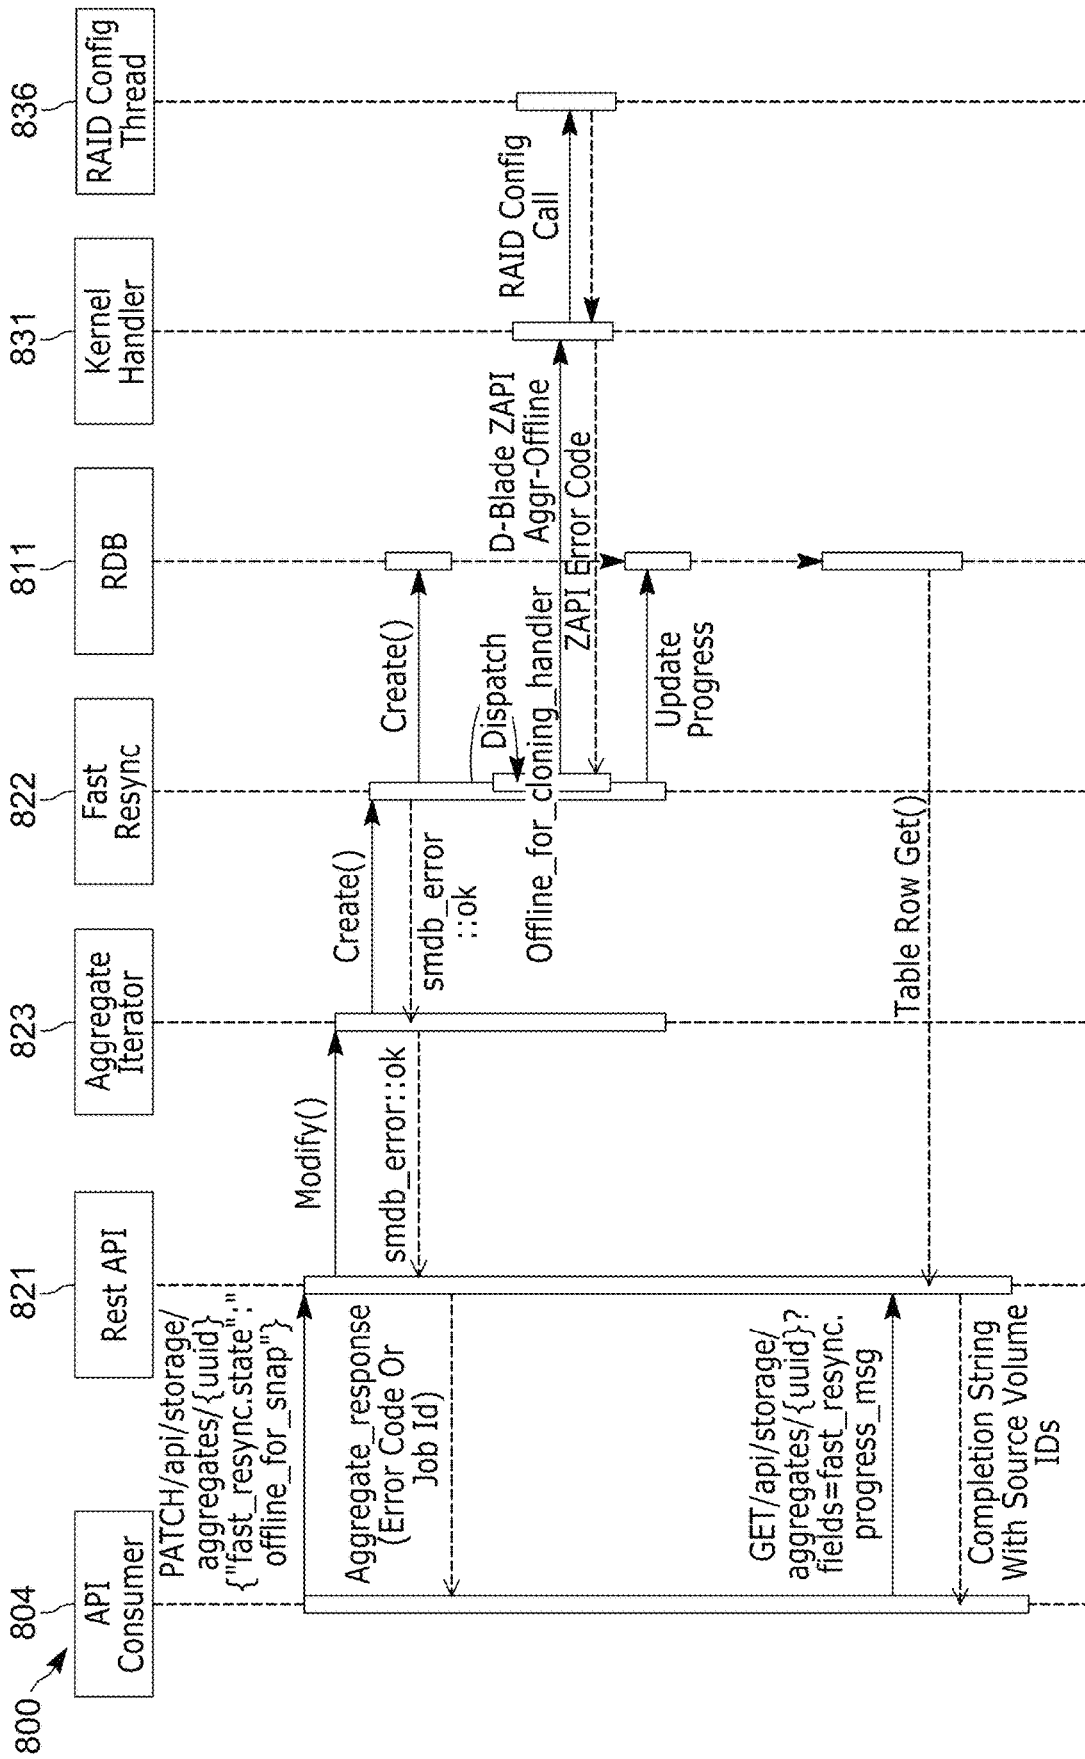 800
804
API
Consumer
821
Rest API
823
Aggregate
Iterator
822
Fast
Resync
811
RDB
831
Kernel
Handler
836
RAID Config
Thread
PATCH/api/storage/
aggregates/{uuid}
{"fast_resync.state":"
offline_for_snap"}
Modify()
Create()
Create()
smdb_error
::ok
smdb_error::ok
Aggregate_response
(Error Code Or
Job Id)
Dispatch
Offline_for_cloning_handler
D-Blade ZAPI
Aggr-Offline
RAID Config
Call
ZAPI Error Code
Update
Progress
GET/api/storage/
aggregates/{uuid}?
fields=fast_resync.
progress_msg
Table Row Get()
Completion String
With Source Volume
IDs